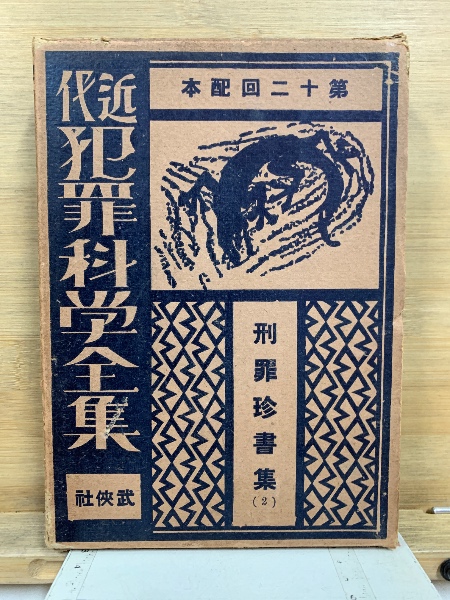 第十二回配本
近代
犯罪科学全集
刑罪珍書集
(2)
武俠社